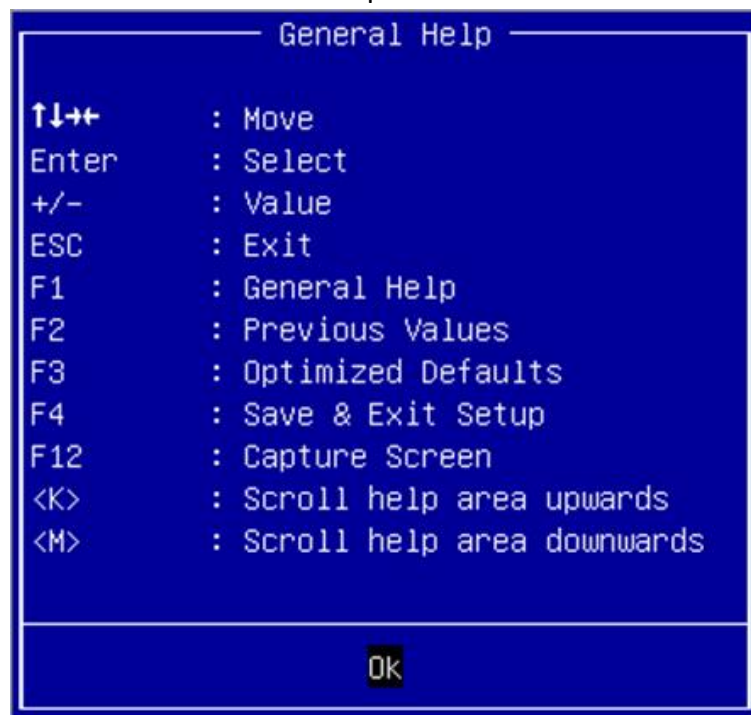 General Help
↑↓→← : Move
Enter : Select
+/- : Value
ESC : Exit
F1 : General Help
F2 : Previous Values
F3 : Optimized Defaults
F4 : Save & Exit Setup
F12 : Capture Screen
<K> : Scroll help area upwards
<M> : Scroll help area downwards
Ok